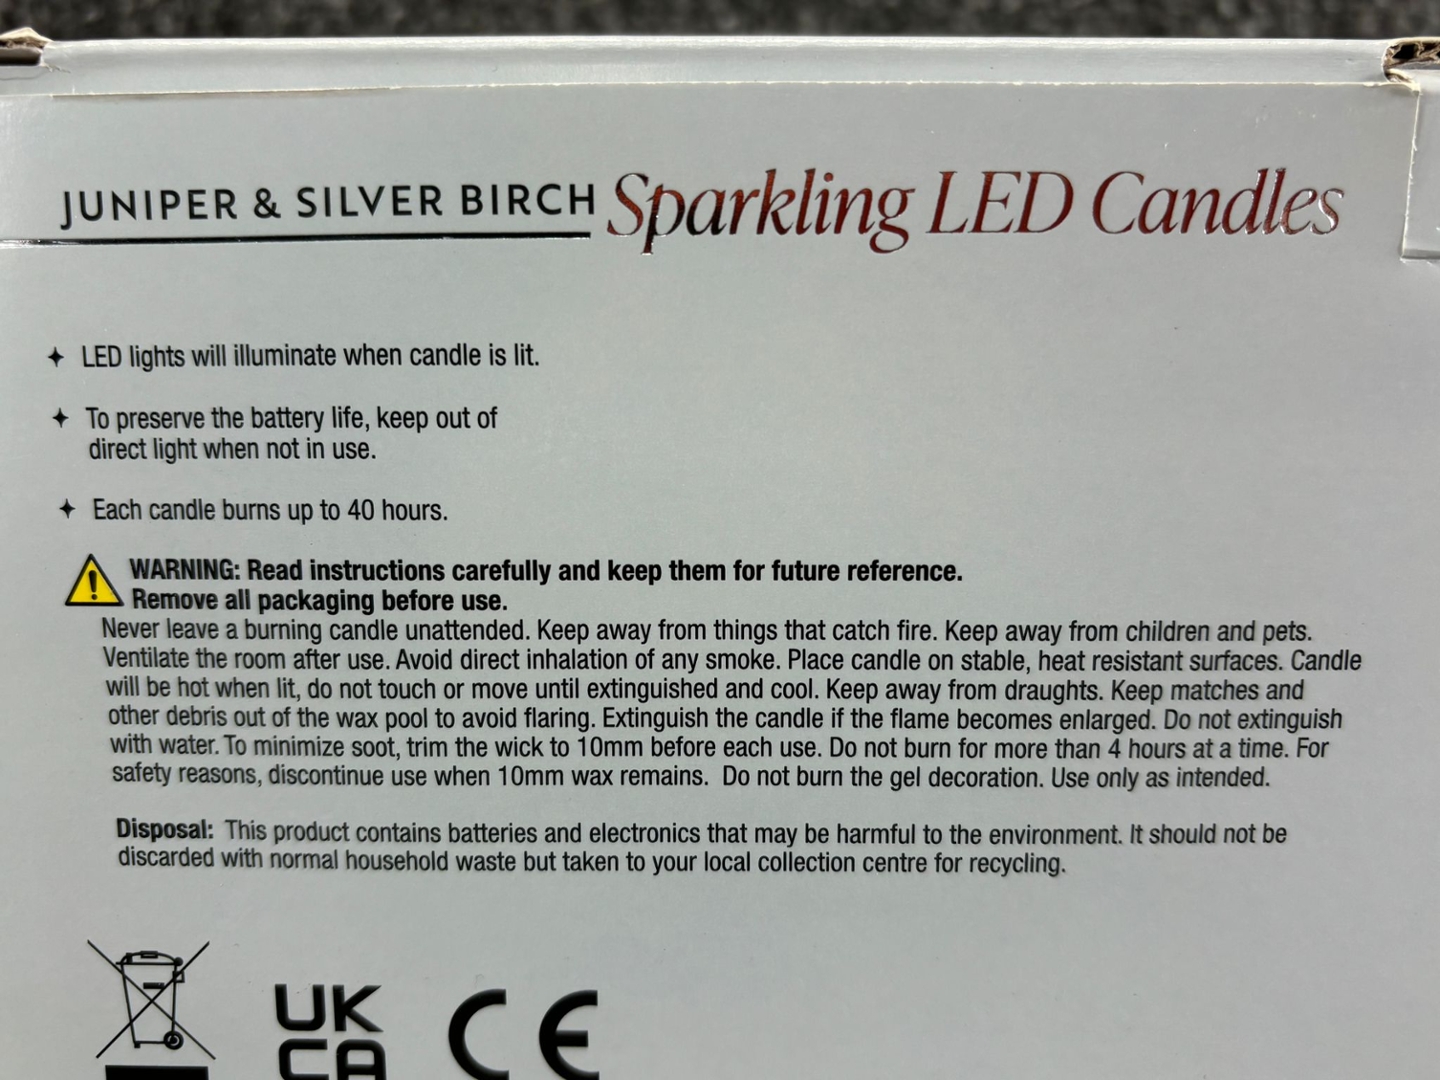 JUNIPER & SILVER BIRCH Sparkling LED Candles
✦ LED lights will illuminate when candle is lit.
✦ To preserve the battery life, keep out of
direct light when not in use.
✦ Each candle burns up to 40 hours.
WARNING: Read instructions carefully and keep them for future reference.
Remove all packaging before use.
Never leave a burning candle unattended. Keep away from things that catch fire. Keep away from children and pets.
Ventilate the room after use. Avoid direct inhalation of any smoke. Place candle on stable, heat resistant surfaces. Candle
will be hot when lit, do not touch or move until extinguished and cool. Keep away from draughts. Keep matches and
other debris out of the wax pool to avoid flaring. Extinguish the candle if the flame becomes enlarged. Do not extinguish
with water. To minimize soot, trim the wick to 10mm before each use. Do not burn for more than 4 hours at a time. For
safety reasons, discontinue use when 10mm wax remains. Do not burn the gel decoration. Use only as intended.
Disposal: This product contains batteries and electronics that may be harmful to the environment. It should not be
discarded with normal household waste but taken to your local collection centre for recycling.
UK CE
CA